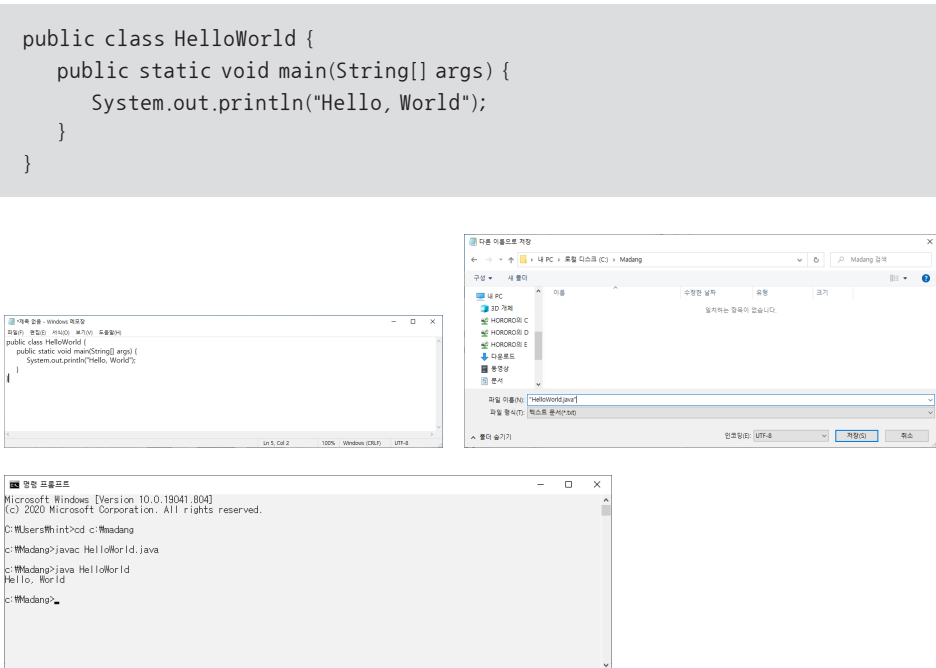 public class HelloWorld {
public static void main(String[] args) {
System.out.println("Hello, World");
}
}
*제목 없음 - Windows 메모장
파일(F) 편집(E) 서식(O) 보기(V) 도움말(H)
public class HelloWorld {
public static void main(String[] args) {
System.out.println("Hello, World");
}
}
Ln 5, Col 2 100% Windows (CRLF) UTF-8
다른 이름으로 저장
내 PC › 로컬 디스크 (C:) › Madang
Madang 검색
구성 새 폴더
이름 수정한 날짜 유형 크기
일치하는 항목이 없습니다.
내 PC
3D 개체
HORORO의 C
HORORO의 D
HORORO의 E
다운로드
동영상
문서
파일 이름(N): "HelloWorld.java"
파일 형식(T): 텍스트 문서(*.txt)
폴더 숨기기 인코딩(E): UTF-8 저장(S) 취소
명령 프롬프트
Microsoft Windows [Version 10.0.19041.804]
(c) 2020 Microsoft Corporation. All rights reserved.
C:₩Users₩hint>cd c:₩madang
c:₩Madang>javac HelloWorld.java
c:₩Madang>java HelloWorld
Hello, World
c:₩Madang>